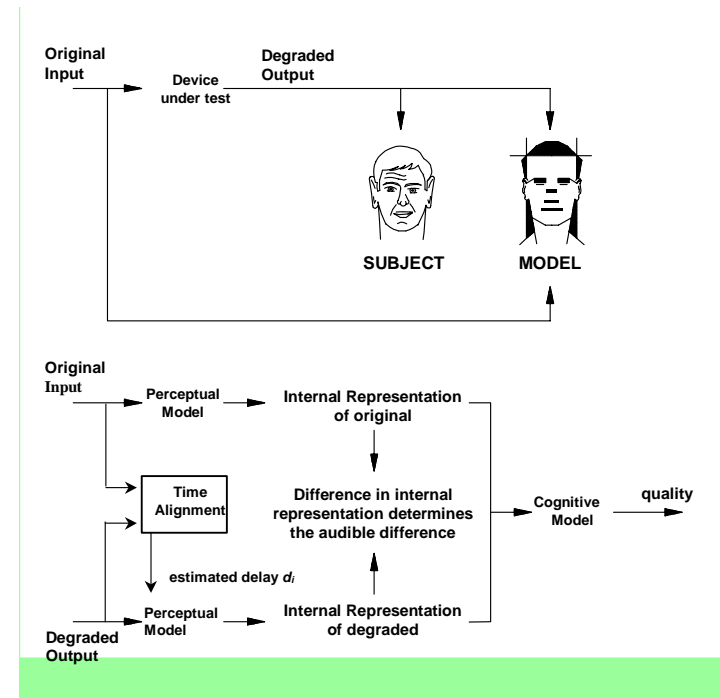 Original
Input
Device
under test
Degraded
Output
SUBJECT
MODEL
Original
Input
Perceptual
Model
Internal Representation
of original
Time
Alignment
Difference in internal
representation determines
the audible difference
Cognitive
Model
quality
estimated delay di
Degraded
Output
Perceptual
Model
Internal Representation
of degraded